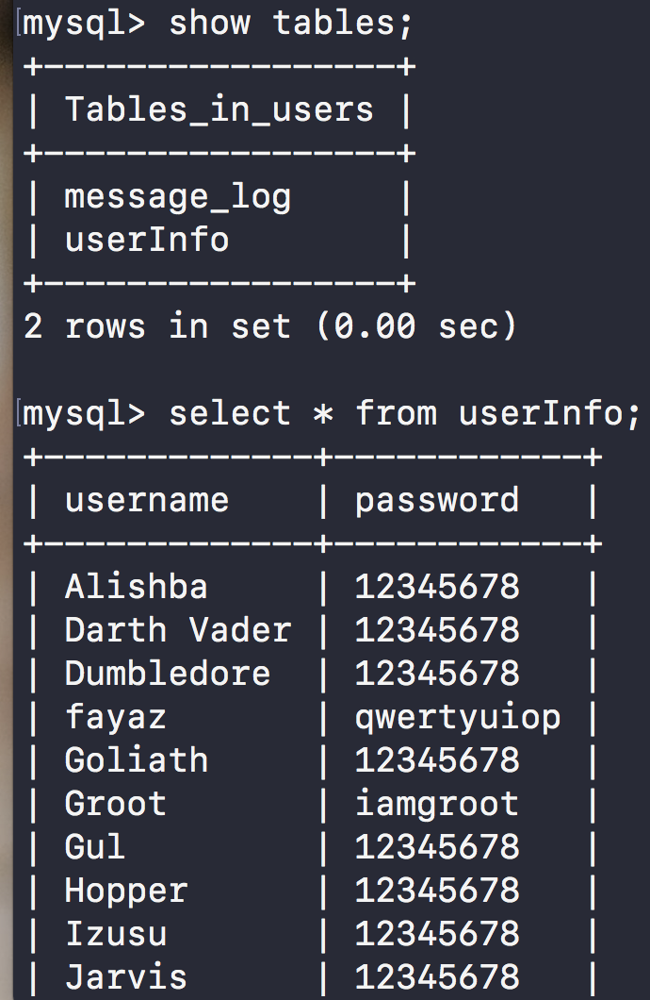 [mysql> show tables;
+-----------------+
| Tables_in_users |
+-----------------+
| message_log     |
| userInfo        |
+-----------------+
2 rows in set (0.00 sec)

[mysql> select * from userInfo;
+-------------+------------+
| username    | password   |
+-------------+------------+
| Alishba     | 12345678   |
| Darth Vader | 12345678   |
| Dumbledore  | 12345678   |
| fayaz       | qwertyuiop |
| Goliath     | 12345678   |
| Groot       | iamgroot   |
| Gul         | 12345678   |
| Hopper      | 12345678   |
| Izusu       | 12345678   |
| Jarvis      | 12345678   |